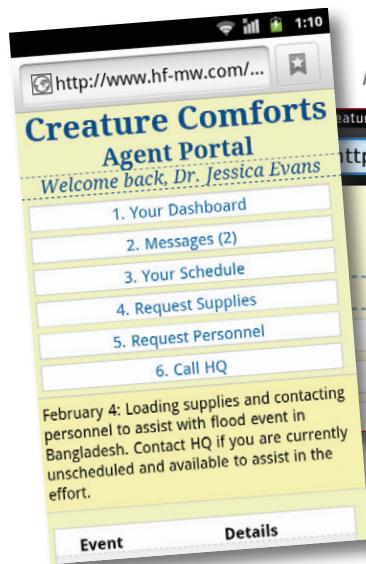 1:10
http://www.hf-mw.com/...
Creature Comforts
Agent Portal
Welcome back, Dr. Jessica Evans
1. Your Dashboard
2. Messages (2)
3. Your Schedule
4. Request Supplies
5. Request Personnel
6. Call HQ
February 4: Loading supplies and contacting
personnel to assist with flood event in
Bangladesh. Contact HQ if you are currently
unscheduled and available to assist in the
effort.
Event Details